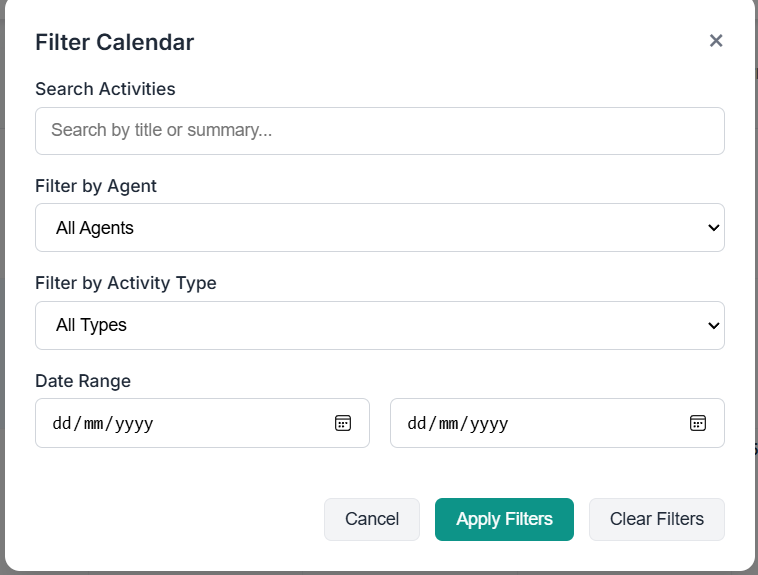 Filter Calendar
Search Activities
Search by title or summary...
Filter by Agent
All Agents
Filter by Activity Type
All Types
Date Range
dd/mm/yyyy dd/mm/yyyy
Cancel Apply Filters Clear Filters